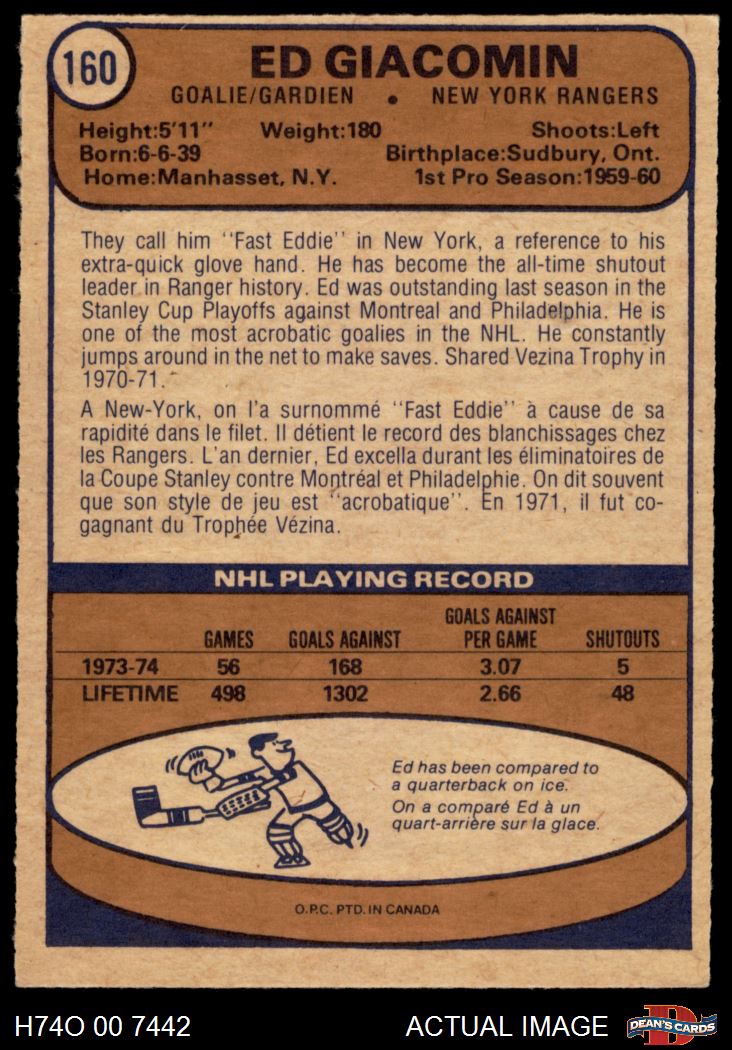 160
ED GIACOMIN
GOALIE/GARDIEN • NEW YORK RANGERS
Height:5'11" Weight:180 Shoots:Left
Born:6-6-39 Birthplace:Sudbury, Ont.
Home:Manhasset, N.Y. 1st Pro Season:1959-60
They call him "Fast Eddie" in New York, a reference to his
extra-quick glove hand. He has become the all-time shutout
leader in Ranger history. Ed was outstanding last season in the
Stanley Cup Playoffs against Montreal and Philadelphia. He is
one of the most acrobatic goalies in the NHL. He constantly
jumps around in the net to make saves. Shared Vezina Trophy in
1970-71.
A New-York, on l'a surnommé "Fast Eddie" à cause de sa
rapidité dans le filet. Il détient le record des blanchissages chez
les Rangers. L'an dernier, Ed excella durant les éliminatoires de
la Coupe Stanley contre Montréal et Philadelphie. On dit souvent
que son style de jeu est "acrobatique". En 1971, il fut co-
gagnant du Trophée Vézina.
NHL PLAYING RECORD
GAMES GOALS AGAINST GOALS AGAINST PER GAME SHUTOUTS
1973-74 56 168 3.07 5
LIFETIME 498 1302 2.66 48
Ed has been compared to
a quarterback on ice.
On a comparé Ed à un
quart-arrière sur la glace.
O.P.C. PTD. IN CANADA
H74O 00 7442 ACTUAL IMAGE DEAN'S CARDS